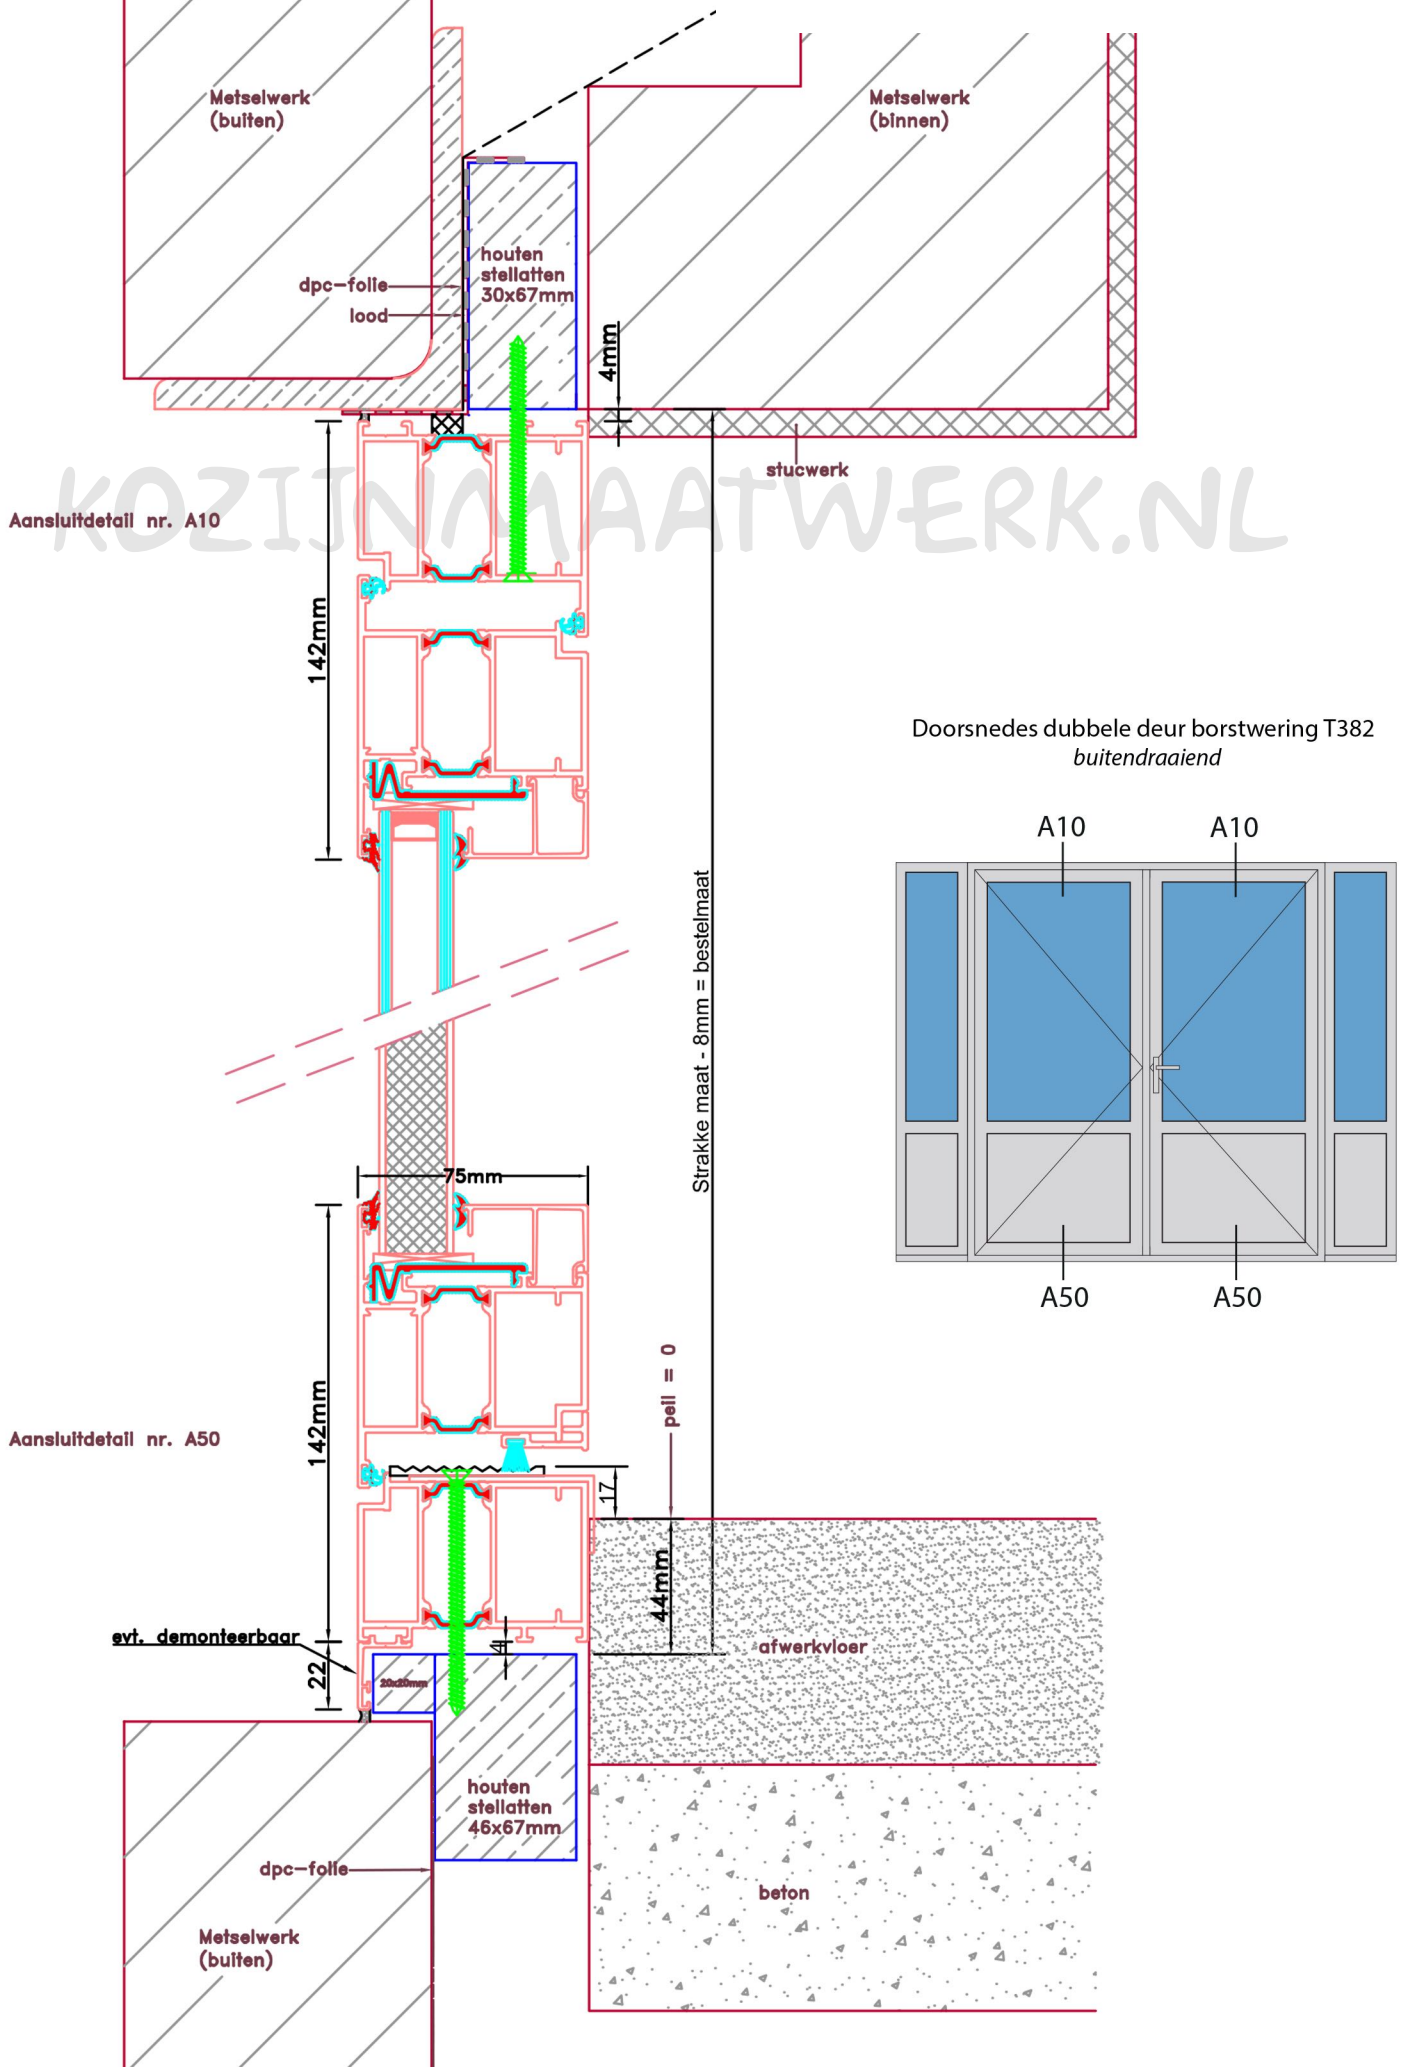 Metselwerk
(buiten)
Metselwerk
(binnen)
houten
stellatten
30x67mm
dpc-folie
lood
4mm
stucwerk
KOZIJNMAATWERK.NL
Aansluitdetail nr. A10
142mm
Doorsnedes dubbele deur borstwering T382
buitendraaiend
A10
A10
Strakke maat - 8mm = bestelmaat
75mm
A50
A50
peil = 0
142mm
Aansluitdetail nr. A50
17
44mm
evt. demonteerbaar
4
afwerkvloer
22
20x20mm
houten
stellatten
46x67mm
dpc-folie
beton
Metselwerk
(buiten)